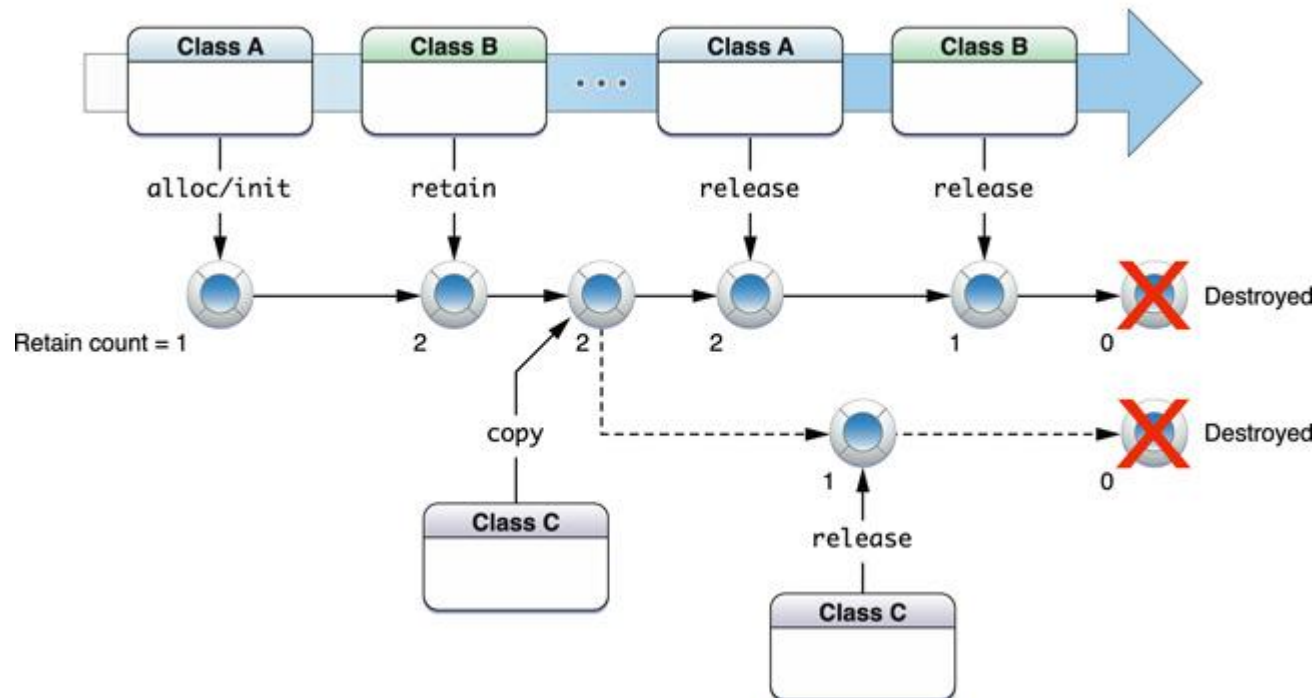 Class A
Class B
Class A
Class B
alloc/init
retain
release
release
Destroyed
Retain count = 1
2
2
2
1
0
copy
Destroyed
1
0
Class C
release
Class C